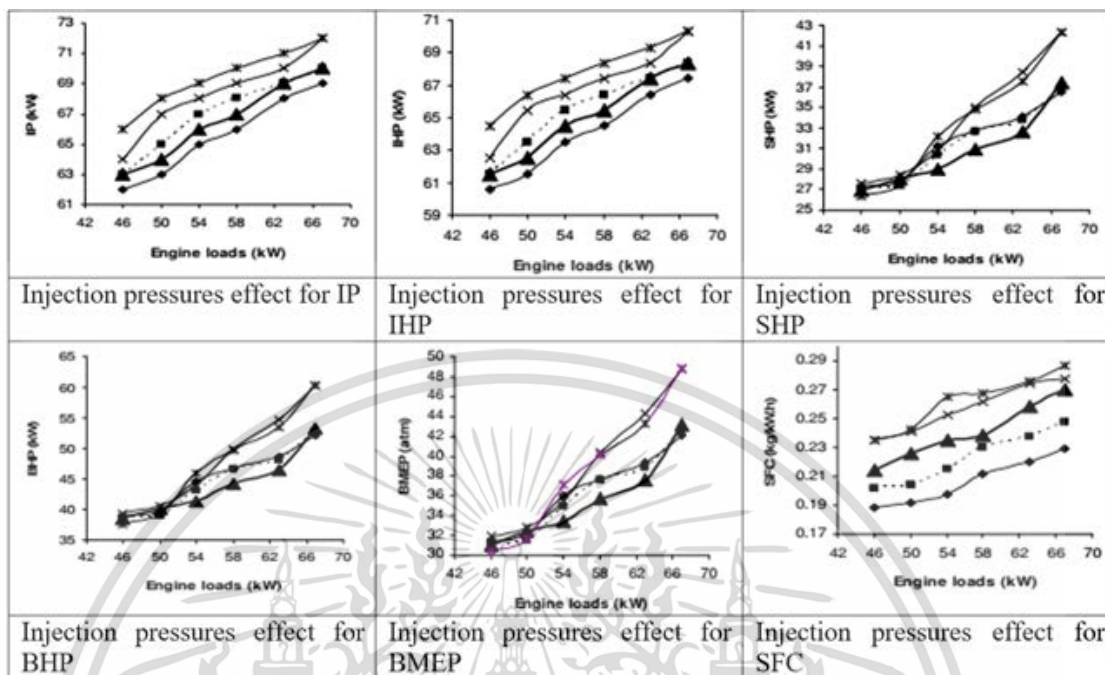 73
71
69
67
65
63
61
IP (kW)
42 46 50 54 58 62 66 70
Engine loads (kW)
71
69
67
65
63
61
59
IHP (kW)
42 46 50 54 58 62 66 70
Engine loads (kW)
43
41
39
37
35
33
31
29
27
25
SHP (kW)
42 46 50 54 58 62 66 70
Engine loads (kW)
Injection pressures effect for IP
Injection pressures effect for
IHP
Injection pressures effect for
SHP
65
60
55
50
45
40
35
BHP (kW)
42 46 50 54 58 62 66 70
Engine loads (kW)
50
48
46
44
42
40
38
36
34
32
30
BMEP (atm)
42 46 50 54 58 62 66 70
Engine loads (kW)
0.29
0.27
0.25
0.23
0.21
0.19
0.17
SFC (kg/kW/h)
42 46 50 54 58 62 66 70
Engine loads (kW)
Injection pressures effect for
BHP
Injection pressures effect for
BMEP
Injection pressures effect for
SFC